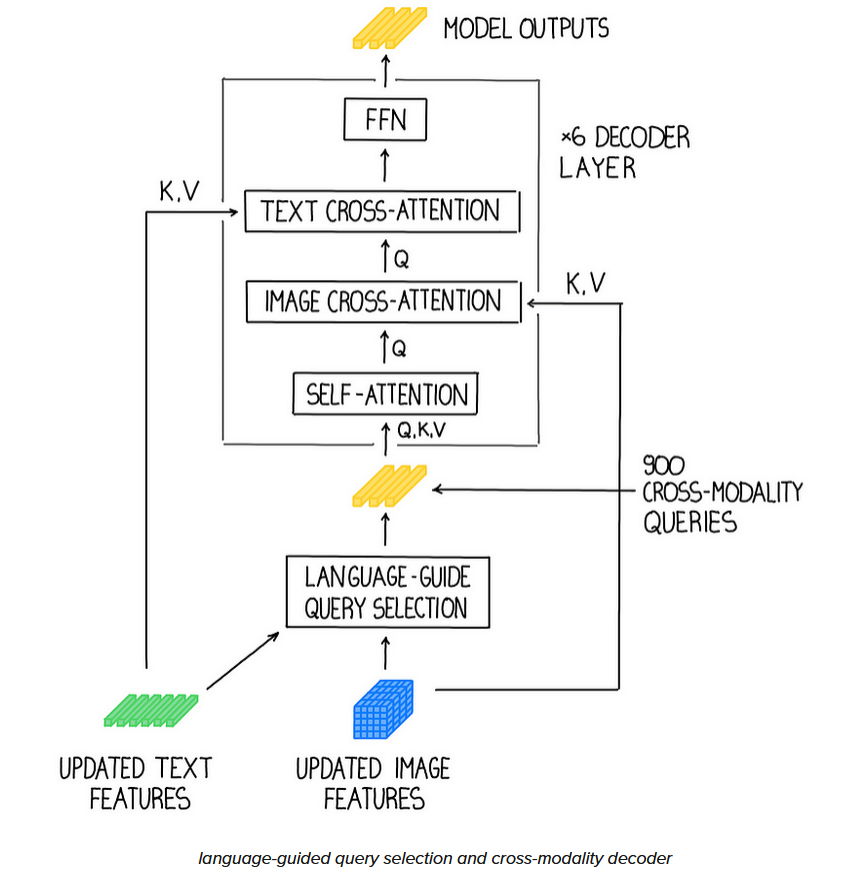 MODEL OUTPUTS
FFN
×6 DECODER
LAYER
K,V
TEXT CROSS-ATTENTION
Q
K,V
IMAGE CROSS-ATTENTION
Q
SELF-ATTENTION
Q,K,V
900
CROSS-MODALITY
QUERIES
LANGUAGE-GUIDE
QUERY SELECTION
UPDATED TEXT
FEATURES
UPDATED IMAGE
FEATURES
language-guided query selection and cross-modality decoder